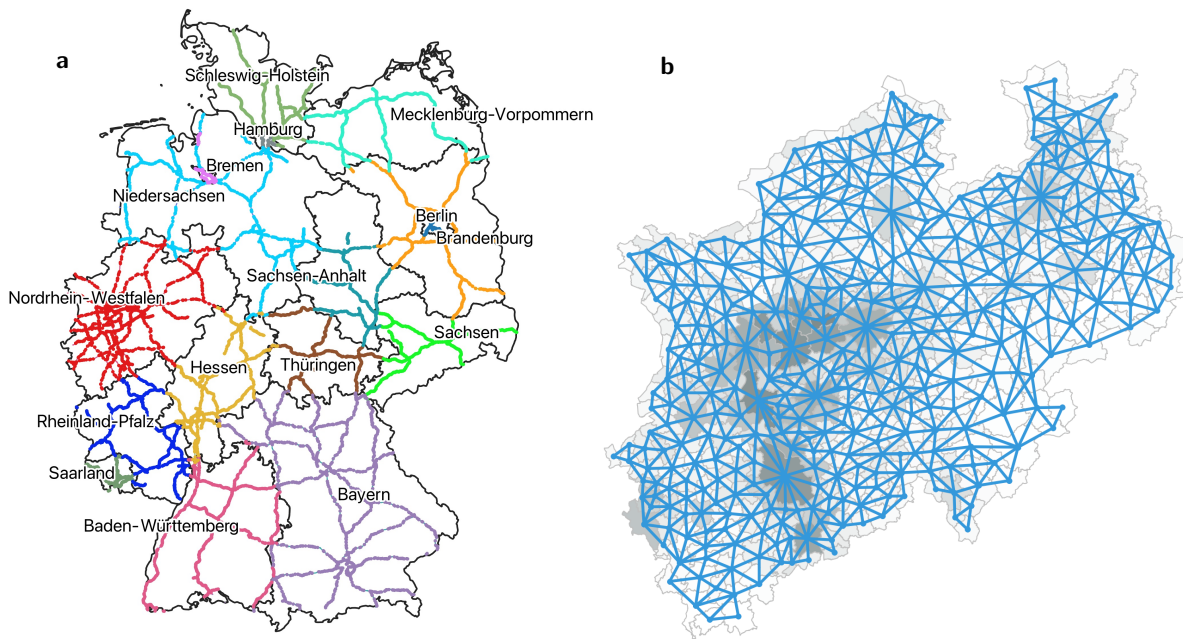 a
b
Schleswig-Holstein
Mecklenburg-Vorpommern
Hamburg
Bremen
Niedersachsen
Berlin
Brandenburg
Sachsen-Anhalt
Nordrhein-Westfalen
Sachsen
Hessen
Thüringen
Rheinland-Pfalz
Saarland
Bayern
Baden-Württemberg